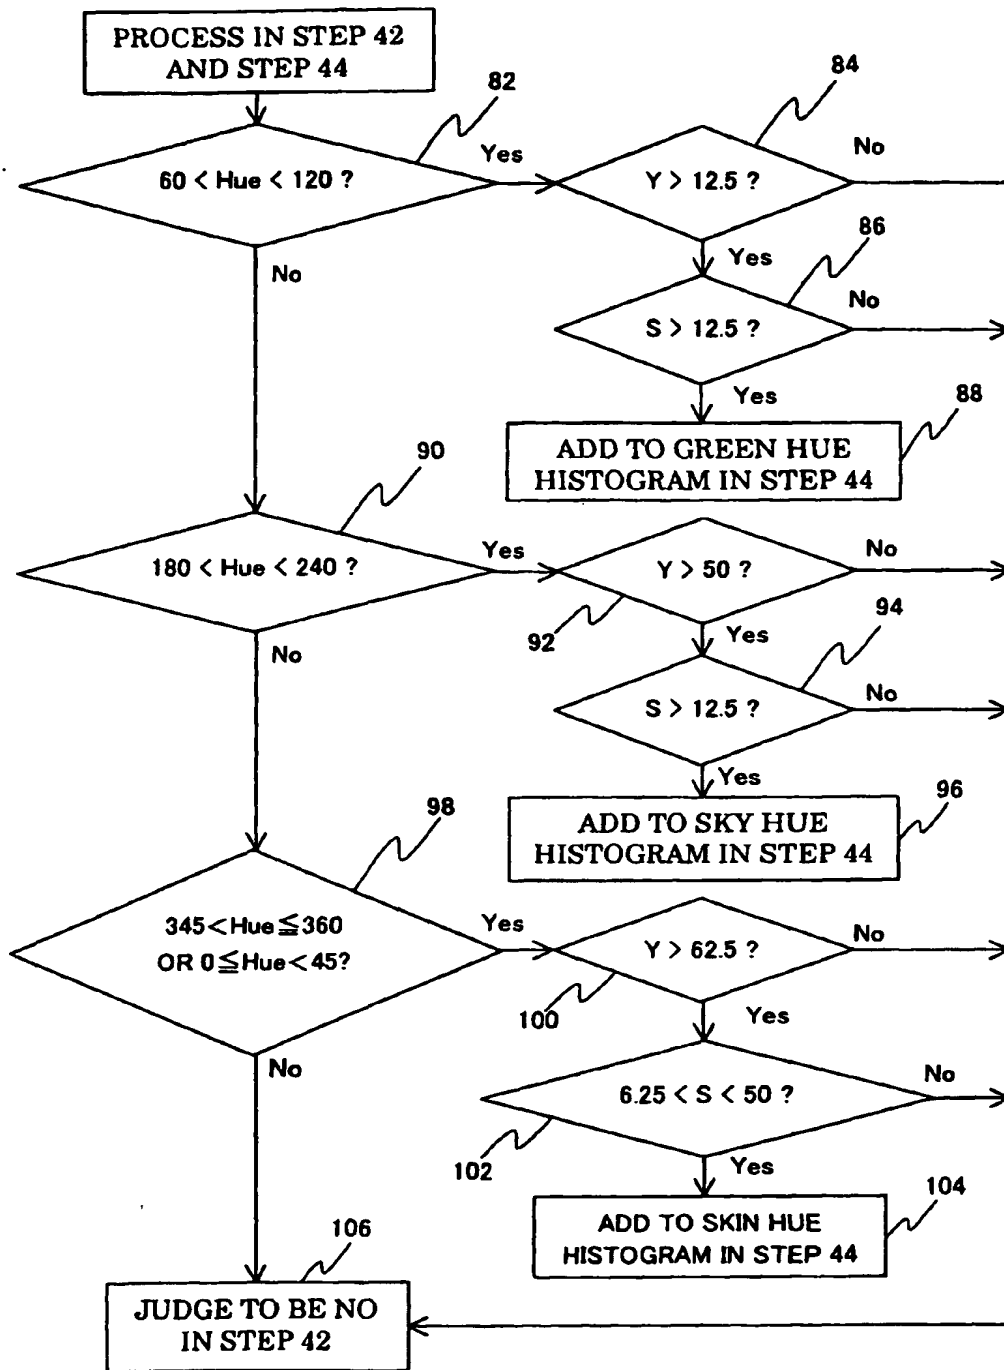 PROCESS IN STEP 42
AND STEP 44
82
84
60 < Hue < 120 ?
Yes
Y > 12.5 ?
No
No
Yes
86
S > 12.5 ?
No
Yes
88
ADD TO GREEN HUE
HISTOGRAM IN STEP 44
90
180 < Hue < 240 ?
Yes
Y > 50 ?
No
92
No
Yes
94
S > 12.5 ?
No
Yes
96
ADD TO SKY HUE
HISTOGRAM IN STEP 44
98
345<Hue≦360
OR 0≦Hue<45?
Yes
Y > 62.5 ?
No
100
Yes
No
6.25 < S < 50 ?
No
102
Yes
104
ADD TO SKIN HUE
HISTOGRAM IN STEP 44
106
JUDGE TO BE NO
IN STEP 42